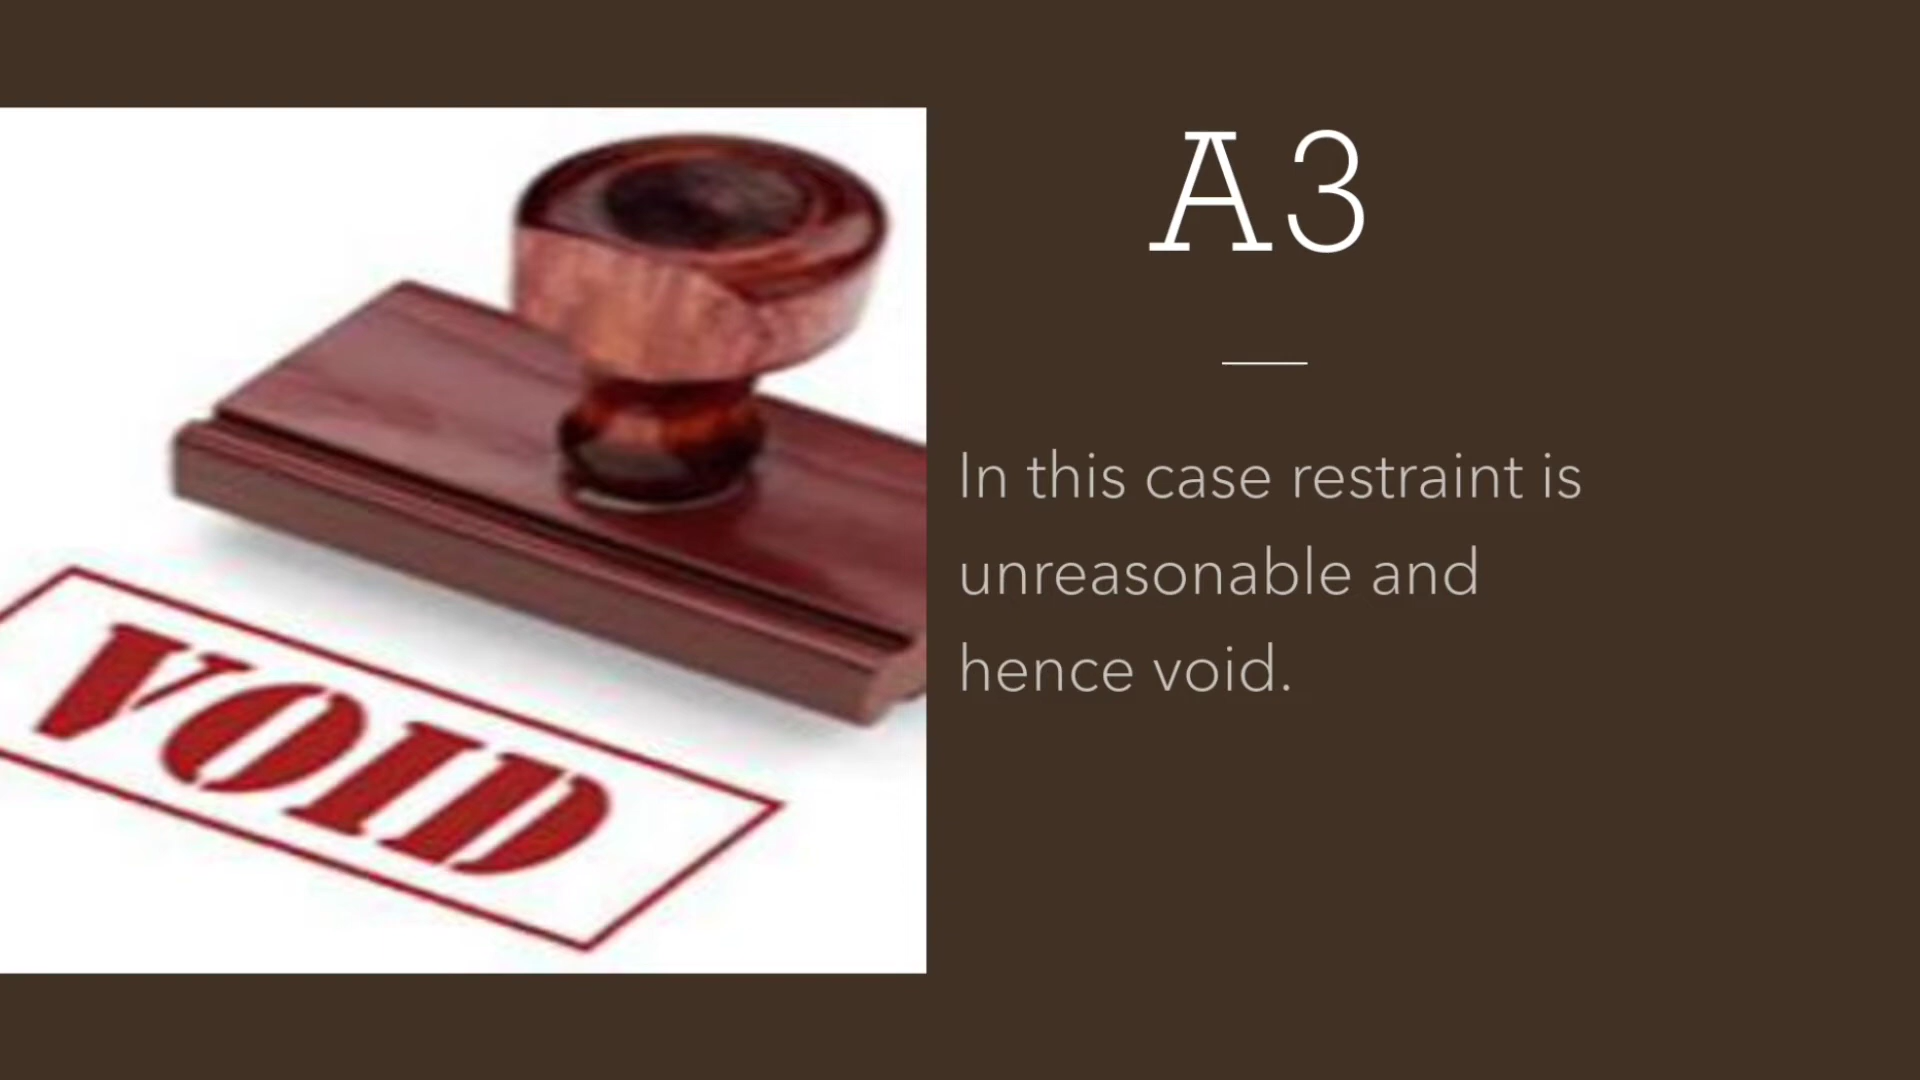 A3
In this case restraint is
unreasonable and
hence void.
VOID